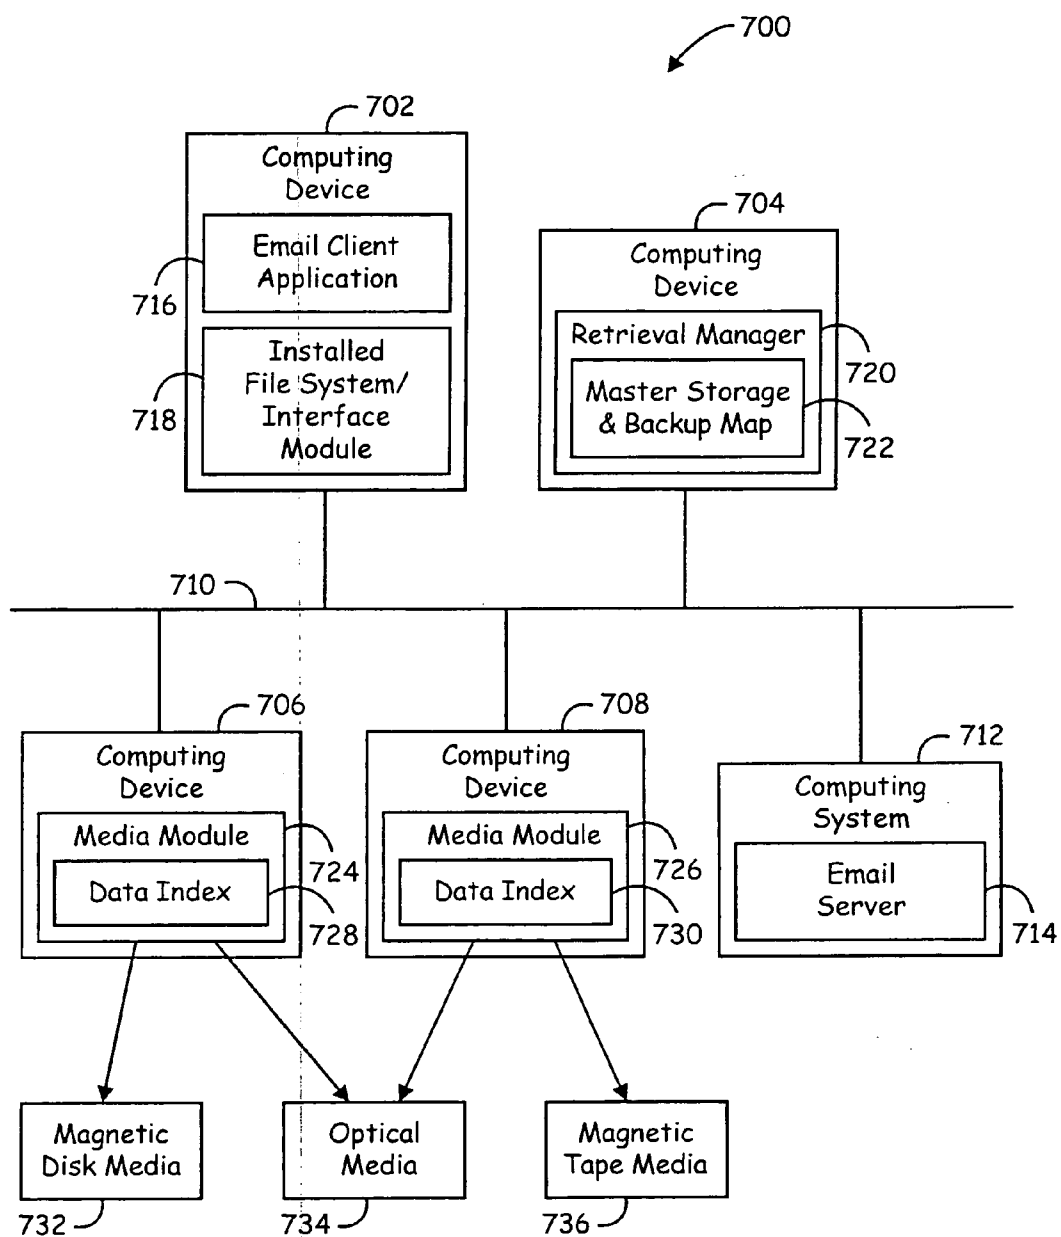 700
702
Computing
Device
Email Client
Application
716
Installed
File System/
Interface
Module
718
704
Computing
Device
Retrieval Manager
720
Master Storage
& Backup Map
722
710
706
Computing
Device
Media Module
724
Data Index
728
708
Computing
Device
Media Module
726
Data Index
730
712
Computing
System
Email
Server
714
Magnetic
Disk Media
732
Optical
Media
734
Magnetic
Tape Media
736